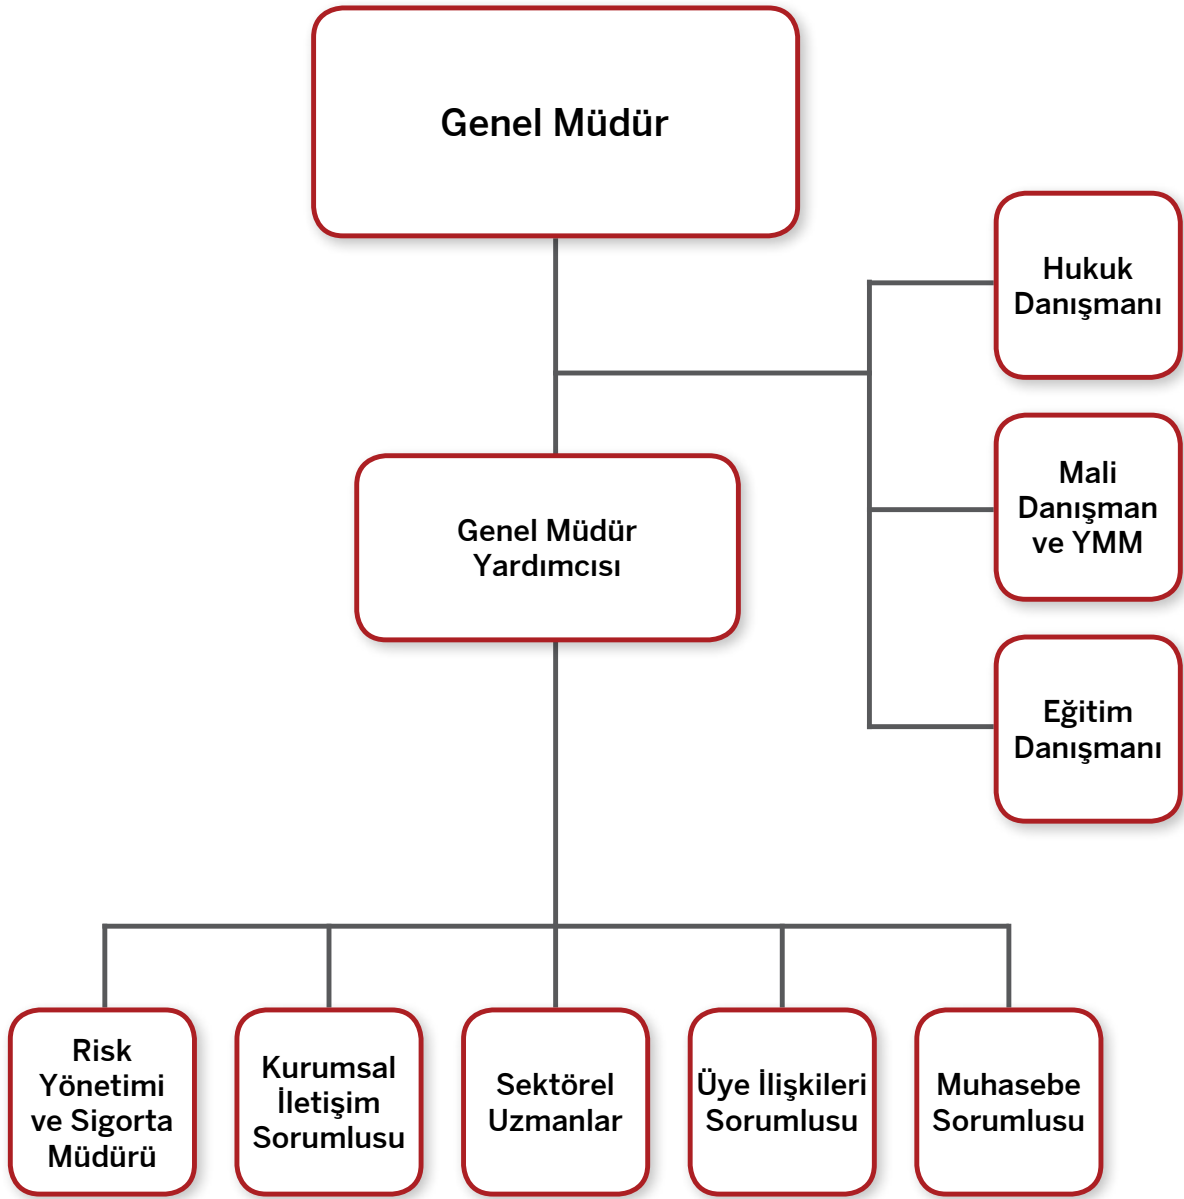 Genel Müdür
Hukuk
Danışmanı
Mali
Danışman
ve YMM
Genel Müdür
Yardımcısı
Eğitim
Danışmanı
Risk
Yönetimi
ve Sigorta
Müdürü
Kurumsal
İletişim
Sorumlusu
Sektörel
Uzmanlar
Üye İlişkileri
Sorumlusu
Muhasebe
Sorumlusu